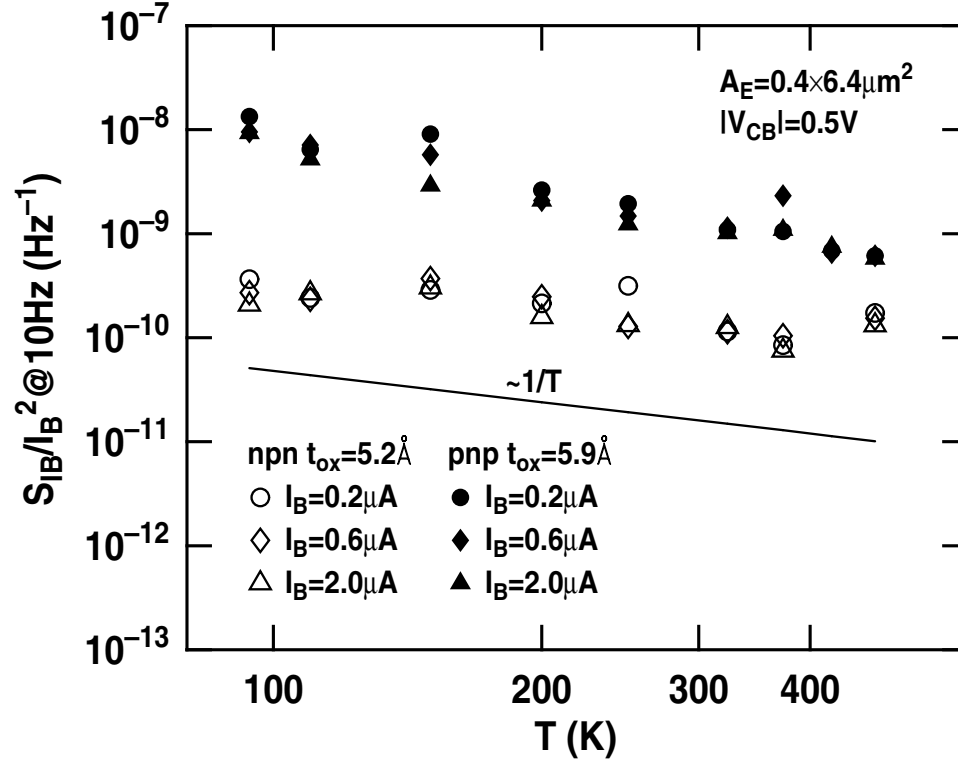 10⁻⁷
10⁻⁸
10⁻⁹
10⁻¹⁰
10⁻¹¹
10⁻¹²
10⁻¹³
S_IB/I_B²@10Hz (Hz⁻¹)
A_E=0.4×6.4μm²
|V_CB|=0.5V
~1/T
npn t_ox=5.2Å pnp t_ox=5.9Å
I_B=0.2μA I_B=0.2μA
I_B=0.6μA I_B=0.6μA
I_B=2.0μA I_B=2.0μA
100 200 300 400
T (K)